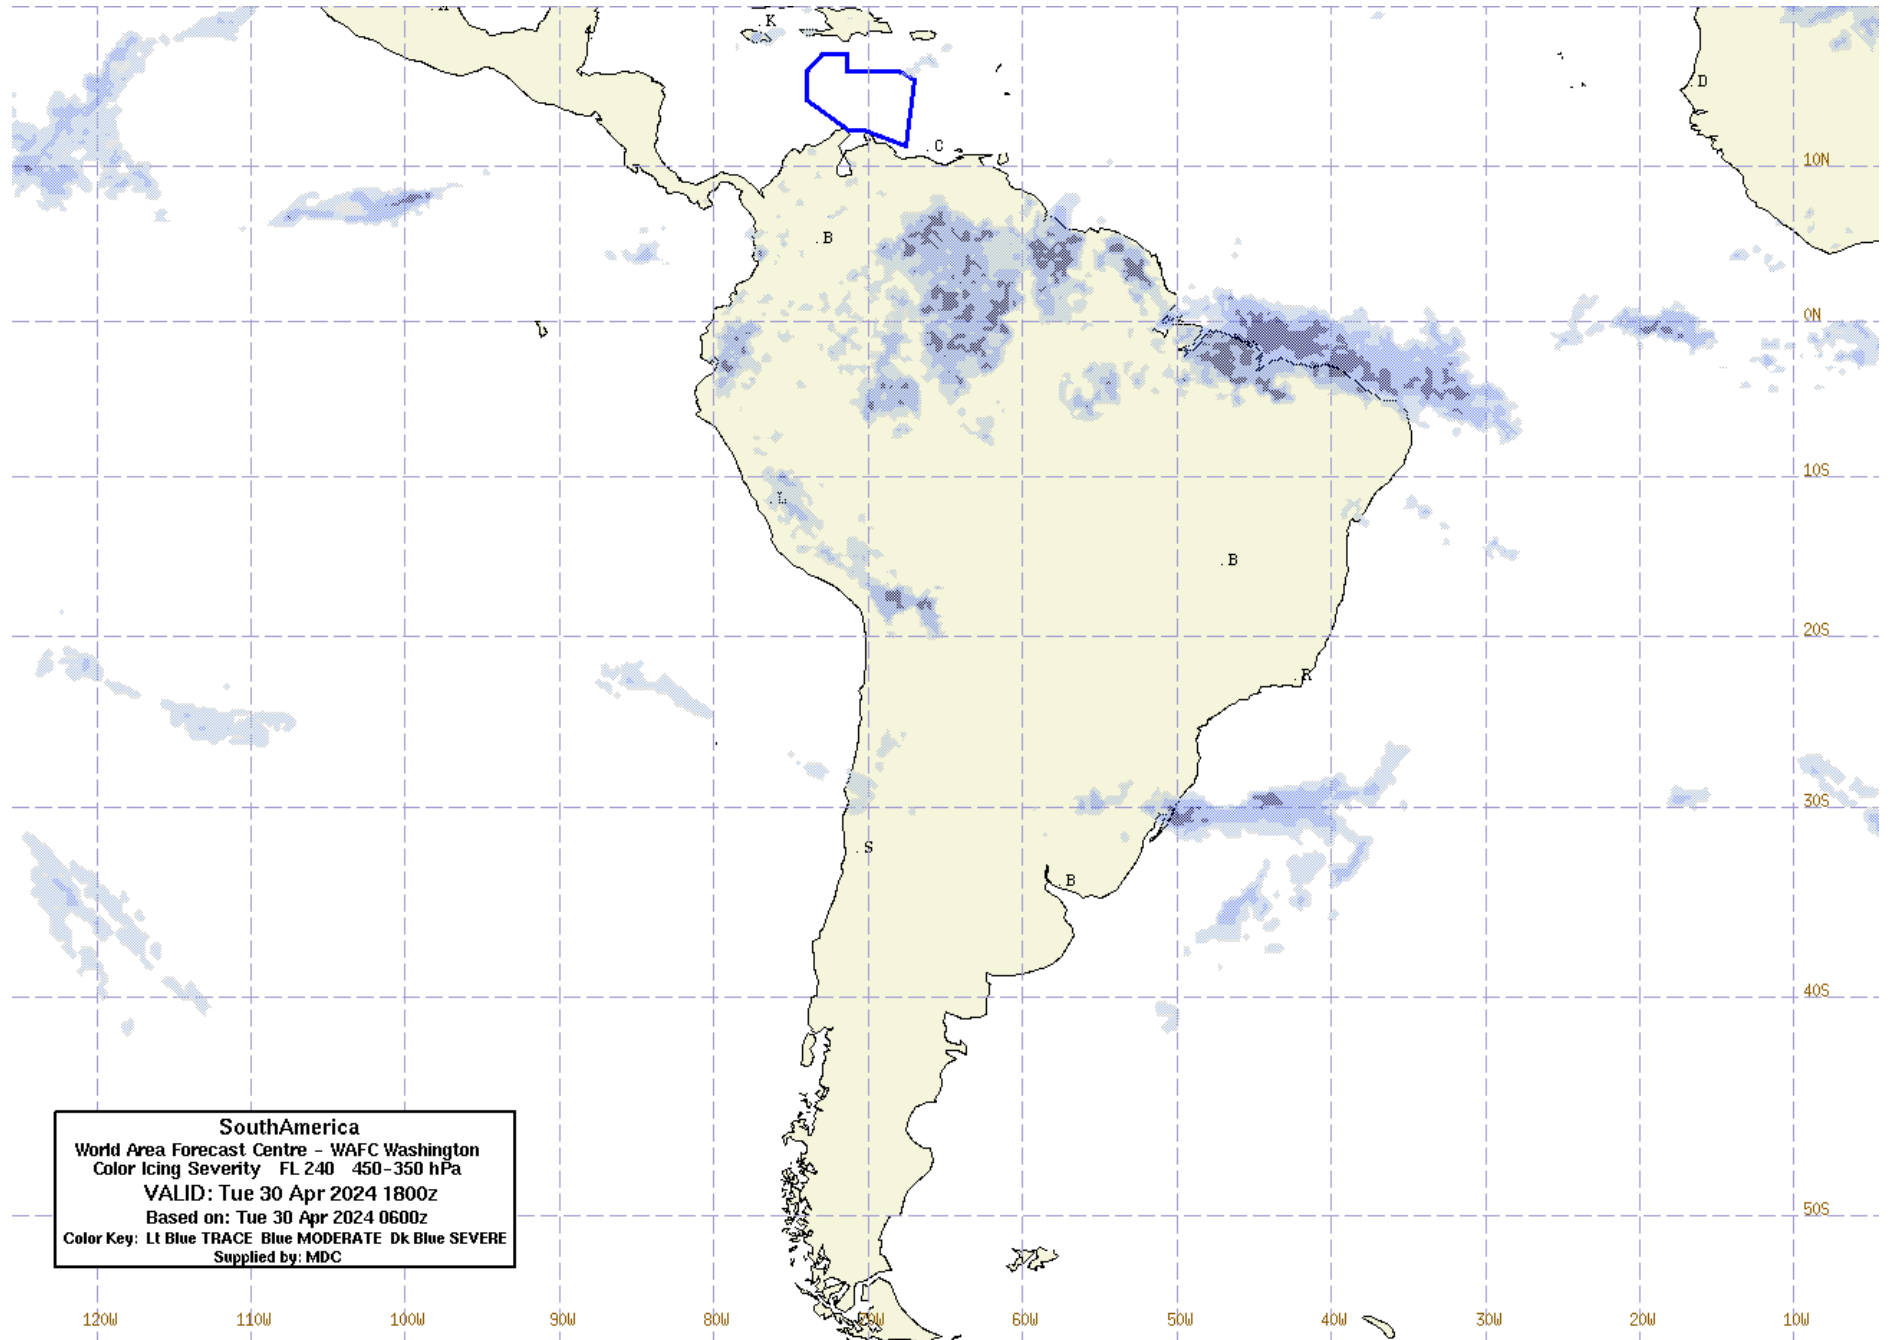 .K
.D
.C
10N
.B
0N
10S
.L
.B
20S
.R
30S
.S
.B
40S
SouthAmerica
World Area Forecast Centre - WAFC Washington
Color Icing Severity FL 240 450-350 hPa
VALID: Tue 30 Apr 2024 1800z
Based on: Tue 30 Apr 2024 0600z
Color Key: Lt Blue TRACE Blue MODERATE Dk Blue SEVERE
Supplied by: MDC
50S
120W 110W 100W 90W 80W 70W 60W 50W 40W 30W 20W 10W